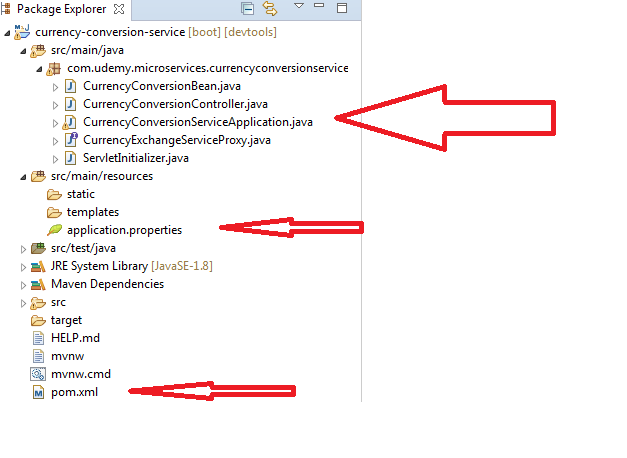 Package Explorer
currency-conversion-service [boot] [devtools]
src/main/java
com.udemy.microservices.currencyconversionservice
CurrencyConversionBean.java
CurrencyConversionController.java
CurrencyConversionServiceApplication.java
CurrencyExchangeServiceProxy.java
ServletInitializer.java
src/main/resources
static
templates
application.properties
src/test/java
JRE System Library [JavaSE-1.8]
Maven Dependencies
src
target
HELP.md
mvnw
mvnw.cmd
pom.xml